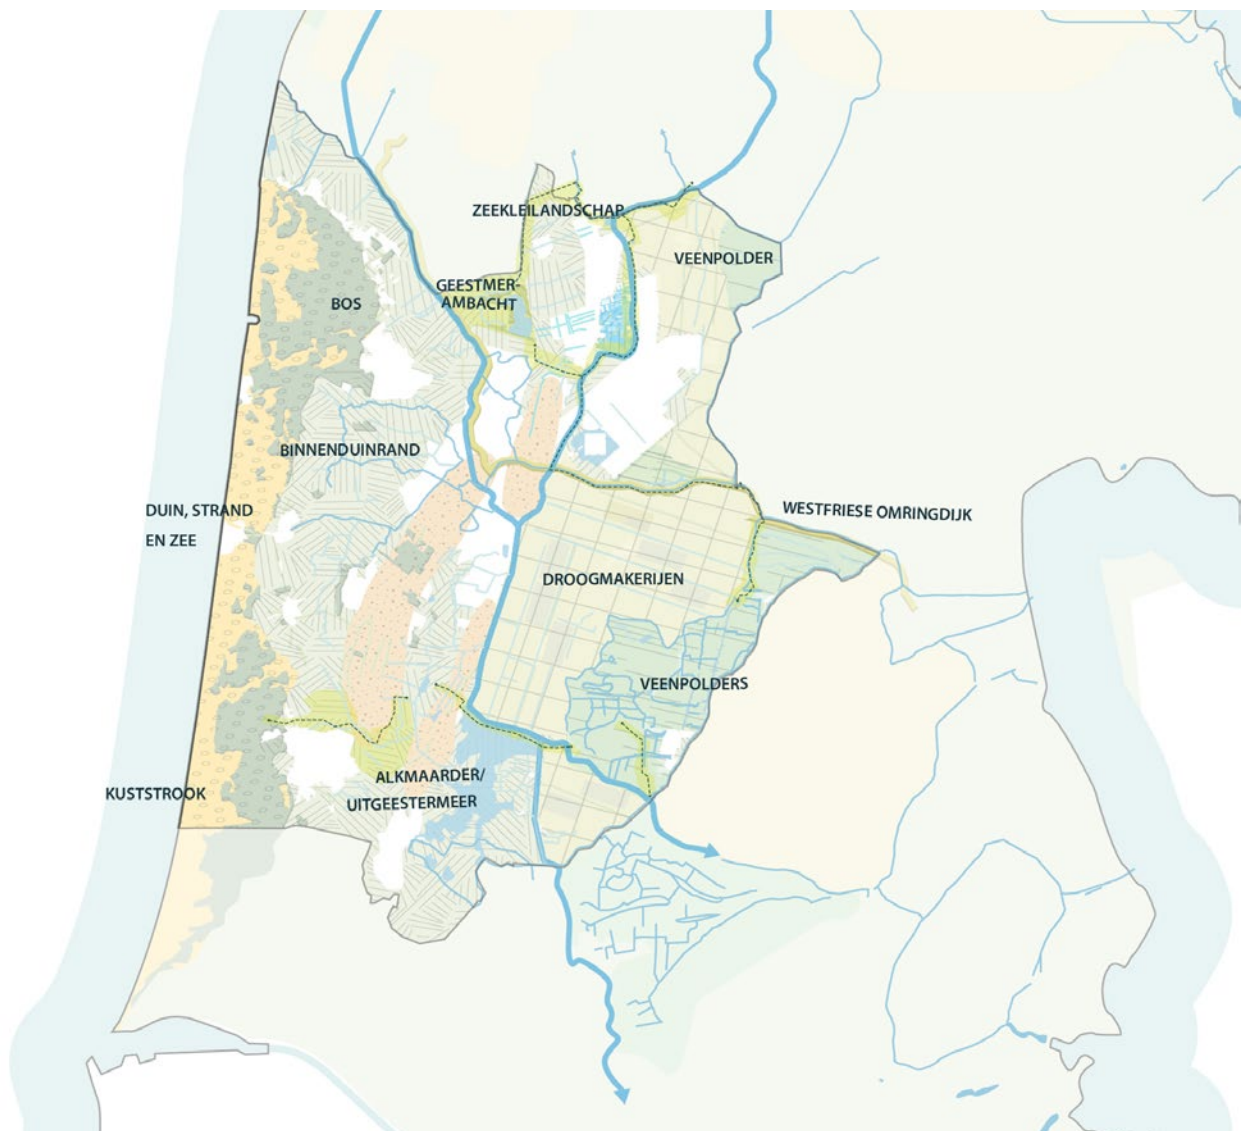 ZEEKLEILANDSCHAP
VEENPOLDER
GEESTMER-
AMBACHT
BOS
BINNENDUINRAND
DUIN, STRAND
EN ZEE
WESTFRIESE OMRINGDIJK
DROOGMAKERIJEN
VEENPOLDERS
ALKMAARDER/
UITGEESTERMEER
KUSTSTROOK